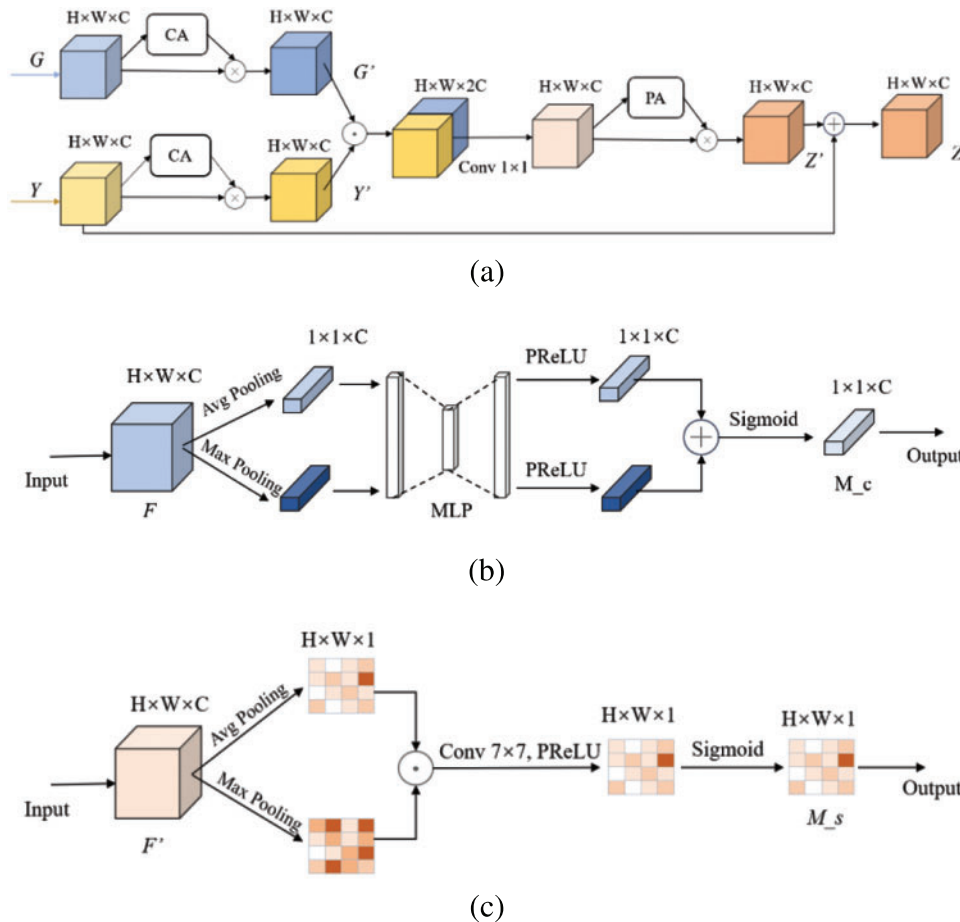 H×W×C
CA
H×W×C
G
G'
H×W×2C
H×W×C
PA
H×W×C
H×W×C
H×W×C
CA
H×W×C
Conv 1×1
Z'
Z
Y
Y'
(a)
1×1×C
1×1×C
PReLU
H×W×C
Avg Pooling
1×1×C
Sigmoid
Input
Max Pooling
PReLU
Output
F
MLP
M_c
(b)
H×W×1
H×W×C
Avg Pooling
H×W×1
H×W×1
Conv 7×7, PReLU
Sigmoid
Input
Max Pooling
Output
F'
M_s
(c)